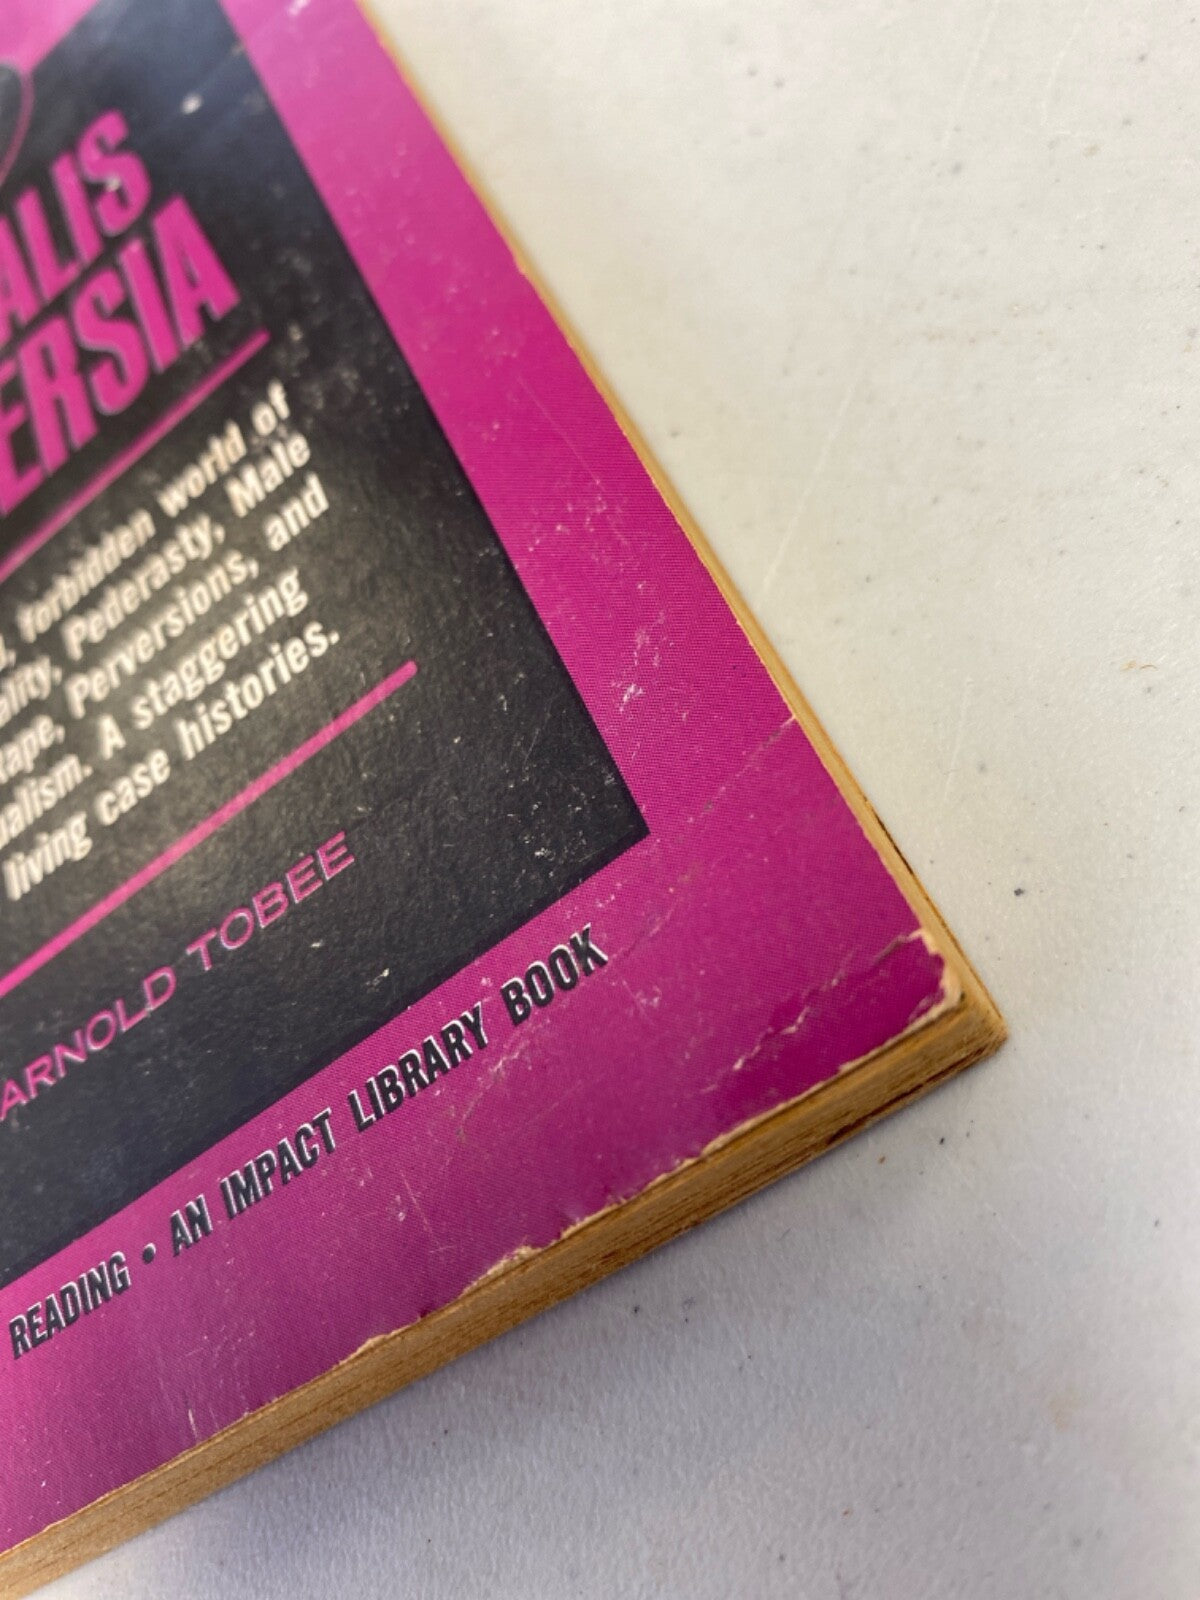 ALIS
ERSIA
forbidden world of
ality, Pederasty, Male
Rape, Perversions, and
ualism. A staggering
living case histories.
ARNOLD TOBEE
READING • AN IMPACT LIBRARY BOOK